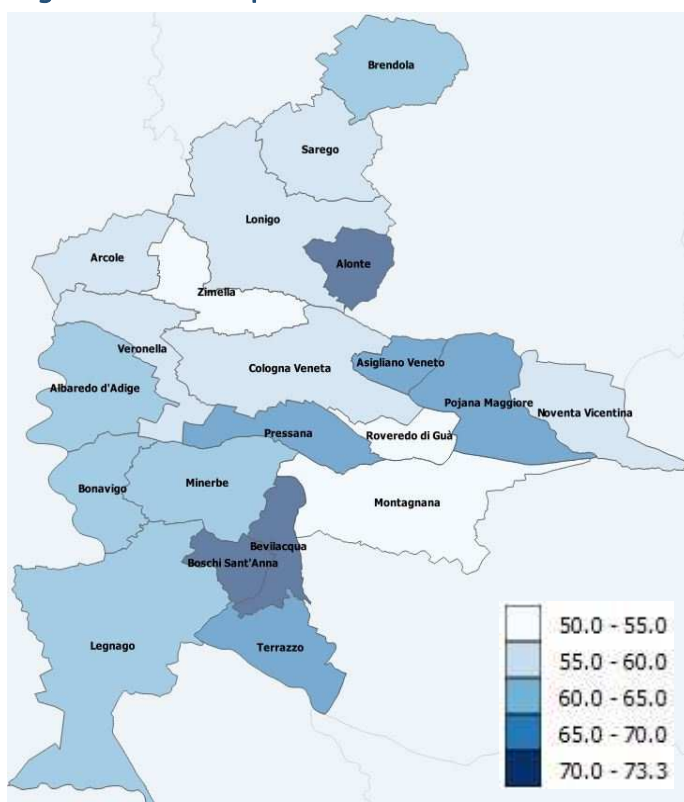 Brendola
Sarego
Lonigo
Arcole
Alonte
Zimella
Veronella
Asigliano Veneto
Cologna Veneta
Albaredo d'Adige
Pojana Maggiore
Noventa Vicentina
Pressana
Roveredo di Guà
Minerbe
Bonavigo
Montagnana
Bevilacqua
Boschi Sant'Anna
Legnago
Terrazzo
50.0 - 55.0
55.0 - 60.0
60.0 - 65.0
65.0 - 70.0
70.0 - 73.3